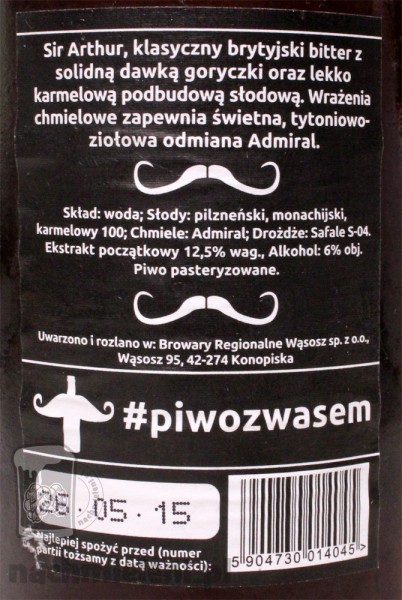 Sir Arthur, klasyczny brytyjski bitter z
solidną dawką goryczki oraz lekko
karmelową podbudową słodową. Wrażenia
chmielowe zapewnia świetna, tytoniowo-
ziołowa odmiana Admiral.
Skład: woda; Słody: pilzneński, monachijski,
karmelowy 100; Chmiele: Admiral; Drożdże: Safale S-04.
Ekstrakt początkowy 12,5% wag., Alkohol: 6% obj.
Piwo pasteryzowane.
Uwarzono i rozlano w: Browary Regionalne Wąsosz sp. z o.o.,
Wąsosz 95, 42-274 Konopiska
#piwozwasem
26·05·15
Najlepiej spożyć przed (numer
partii tożsamy z datą ważności):
5 904730 014045>